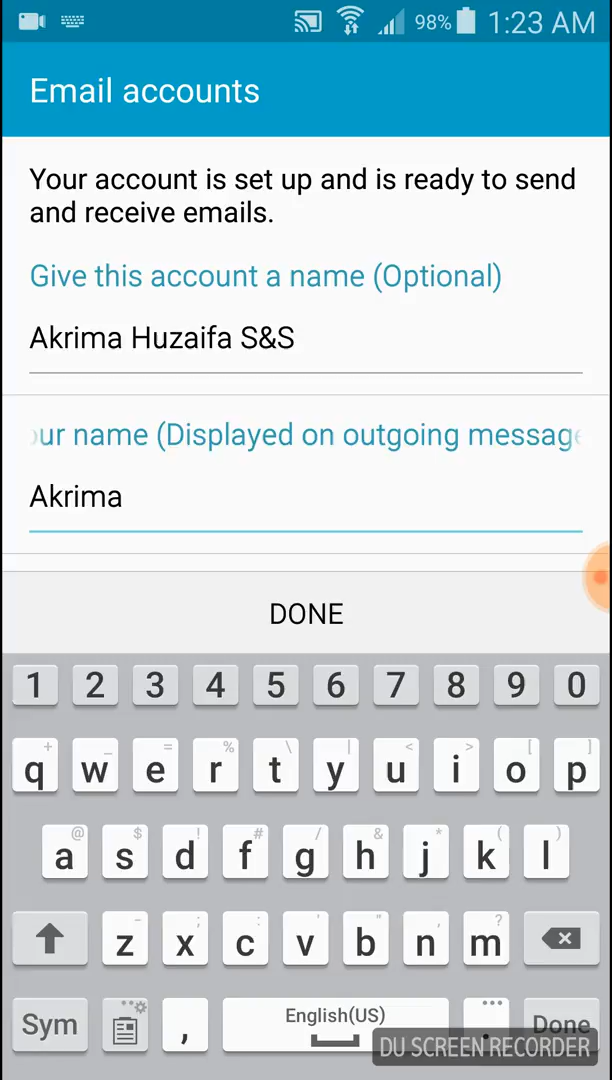 98% 1:23 AM
Email accounts
Your account is set up and is ready to send
and receive emails.
Give this account a name (Optional)
Akrima Huzaifa S&S
our name (Displayed on outgoing message
Akrima
DONE
1 2 3 4 5 6 7 8 9 0
+ _ = % \ | < > [ ]
q w e r t y u i o p
@ $ ! # / & * ( )
a s d f g h j k l
- ; : ' " , ?
z x c v b n m
Sym , English(US) . Done
DU SCREEN RECORDER